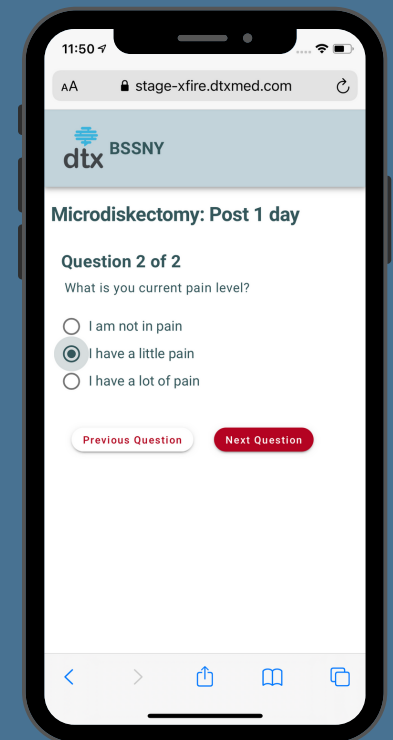 11:50
AA stage-xfire.dtxmed.com
dtx BSSNY
Microdiskectomy: Post 1 day
Question 2 of 2
What is you current pain level?
I am not in pain
I have a little pain
I have a lot of pain
Previous Question Next Question